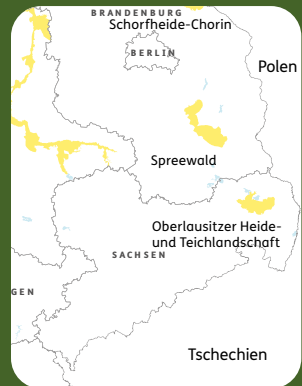 BRANDENBURG
Schorfheide-Chorin
BERLIN
Polen
Spreewald
Oberlausitzer Heide-
und Teichlandschaft
SACHSEN
GEN
Tschechien